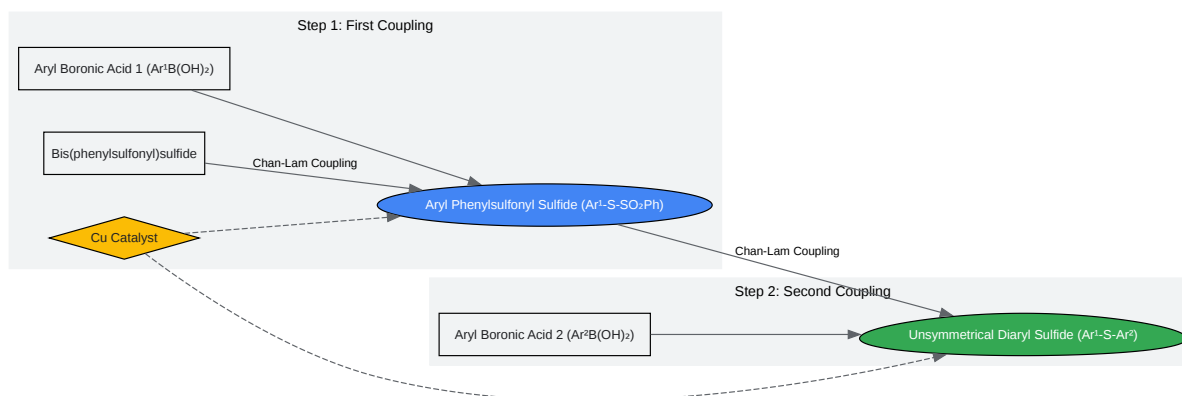 Step 1: First Coupling
Aryl Boronic Acid 1 (Ar¹B(OH)₂)
Bis(phenylsulfonyl)sulfide
Chan-Lam Coupling
Aryl Phenylsulfonyl Sulfide (Ar¹-S-SO₂Ph)
Cu Catalyst
Chan-Lam Coupling
Step 2: Second Coupling
Aryl Boronic Acid 2 (Ar²B(OH)₂)
Unsymmetrical Diaryl Sulfide (Ar¹-S-Ar²)